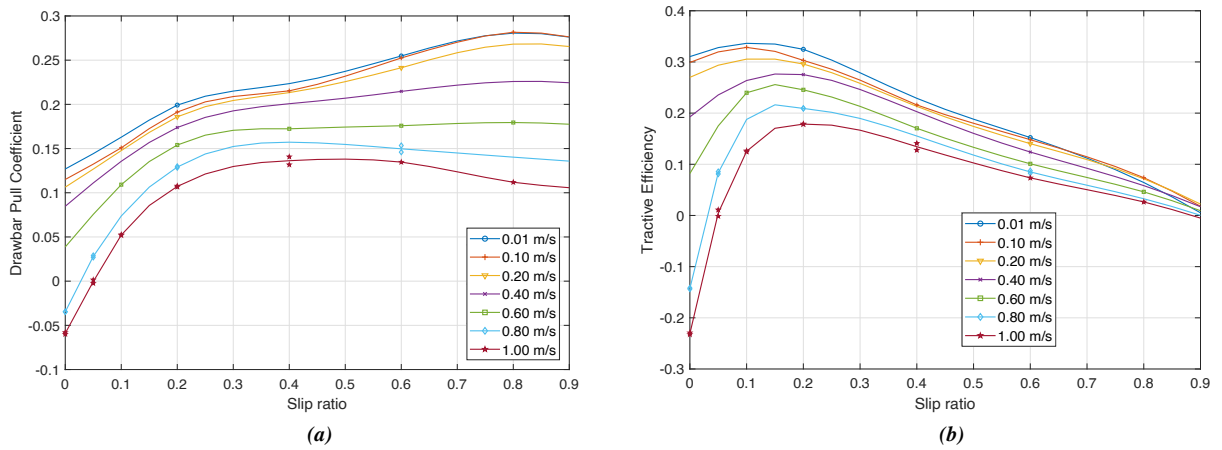 0.3
0.25
0.2
0.15
0.1
0.05
0
-0.05
-0.1
Drawbar Pull Coefficient
0.01 m/s
0.10 m/s
0.20 m/s
0.40 m/s
0.60 m/s
0.80 m/s
1.00 m/s
0 0.1 0.2 0.3 0.4 0.5 0.6 0.7 0.8 0.9
Slip ratio
(a)
0.4
0.3
0.2
0.1
0
-0.1
-0.2
-0.3
Tractive Efficiency
0.01 m/s
0.10 m/s
0.20 m/s
0.40 m/s
0.60 m/s
0.80 m/s
1.00 m/s
0 0.1 0.2 0.3 0.4 0.5 0.6 0.7 0.8 0.9
Slip ratio
(b)